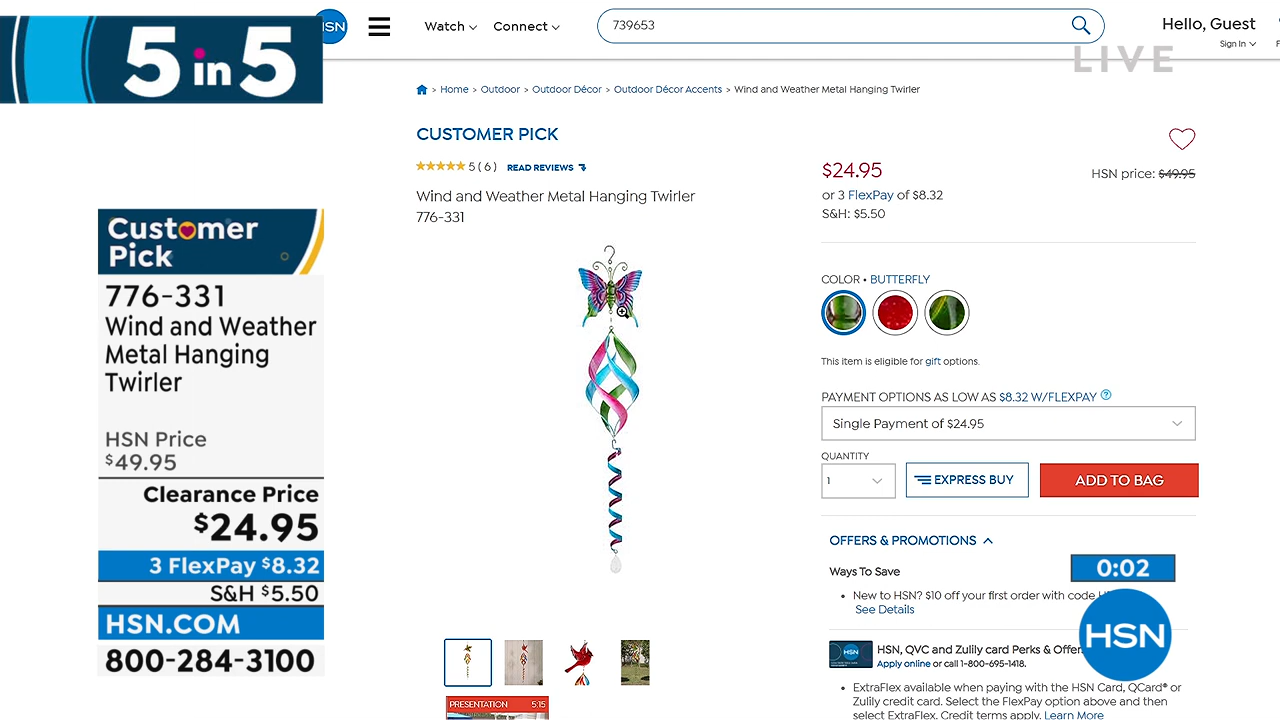 5 in 5
HSN
Watch
Connect
739653
Hello, Guest
Sign In
LIVE
> Home > Outdoor > Outdoor Décor > Outdoor Décor Accents > Wind and Weather Metal Hanging Twirler
CUSTOMER PICK
5 ( 6 ) READ REVIEWS
Wind and Weather Metal Hanging Twirler
776-331
$24.95
HSN price: $49.95
or 3 FlexPay of $8.32
S&H: $5.50
COLOR • BUTTERFLY
This item is eligible for gift options.
PAYMENT OPTIONS AS LOW AS $8.32 W/FLEXPAY ?
Single Payment of $24.95
QUANTITY
1
EXPRESS BUY
ADD TO BAG
OFFERS & PROMOTIONS
Ways To Save
0:02
• New to HSN? $10 off your first order with code
See Details
HSN
HSN, QVC and Zulily card Perks & Offer
Apply online or call 1-800-695-1418.
HSN
• ExtraFlex available when paying with the HSN Card, QCard® or
Zulily credit card. Select the FlexPay option above and then
select ExtraFlex. Credit terms apply. Learn More
PRESENTATION 5:15
Customer
Pick
776-331
Wind and Weather
Metal Hanging
Twirler
HSN Price
$49.95
Clearance Price
$24.95
3 FlexPay $8.32
S&H $5.50
HSN.COM
800-284-3100